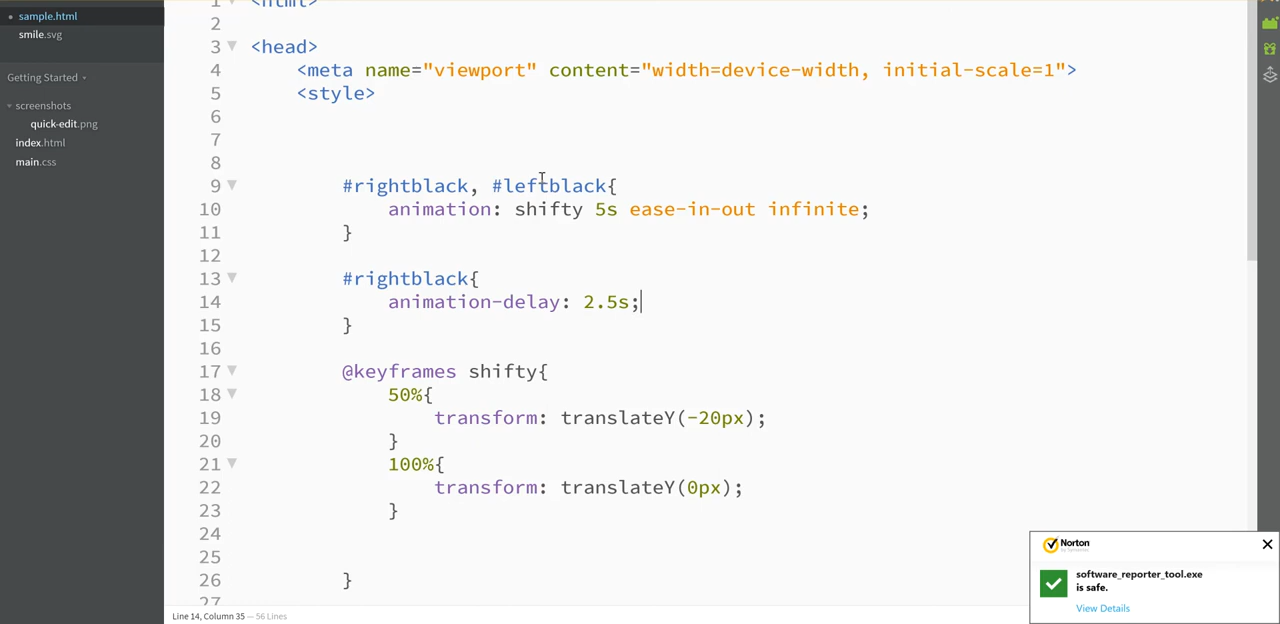 sample.html
smile.svg
Getting Started
screenshots
quick-edit.png
index.html
main.css
1 <html>
2
3 <head>
4 <meta name="viewport" content="width=device-width, initial-scale=1">
5 <style>
6
7
8
9 #rightblack, #leftblack{
10 animation: shifty 5s ease-in-out infinite;
11 }
12
13 #rightblack{
14 animation-delay: 2.5s;
15 }
16
17 @keyframes shifty{
18 50%{
19 transform: translateY(-20px);
20 }
21 100%{
22 transform: translateY(0px);
23 }
24
25
26 }
27
Line 14, Column 35 — 56 Lines
Norton
by Symantec
software_reporter_tool.exe
is safe.
View Details